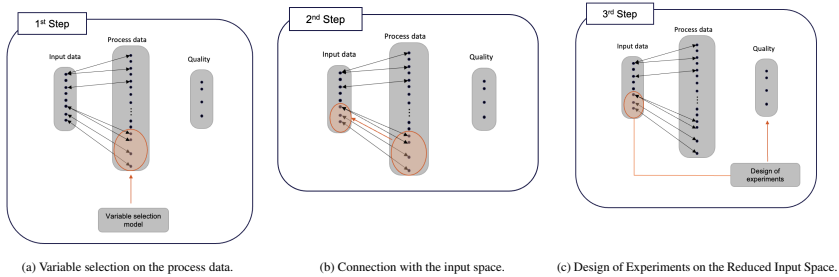 1st Step
Input data
Process data
Quality
Variable selection
model
(a) Variable selection on the process data.
2nd Step
Input data
Process data
Quality
(b) Connection with the input space.
3rd Step
Input data
Process data
Quality
Design of
experiments
(c) Design of Experiments on the Reduced Input Space.